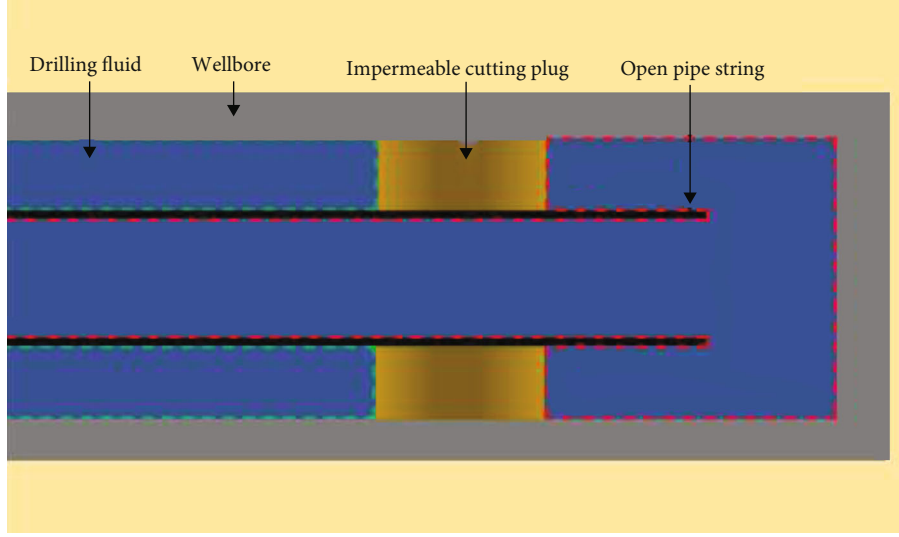 Drilling fluid
Wellbore
Impermeable cutting plug
Open pipe string